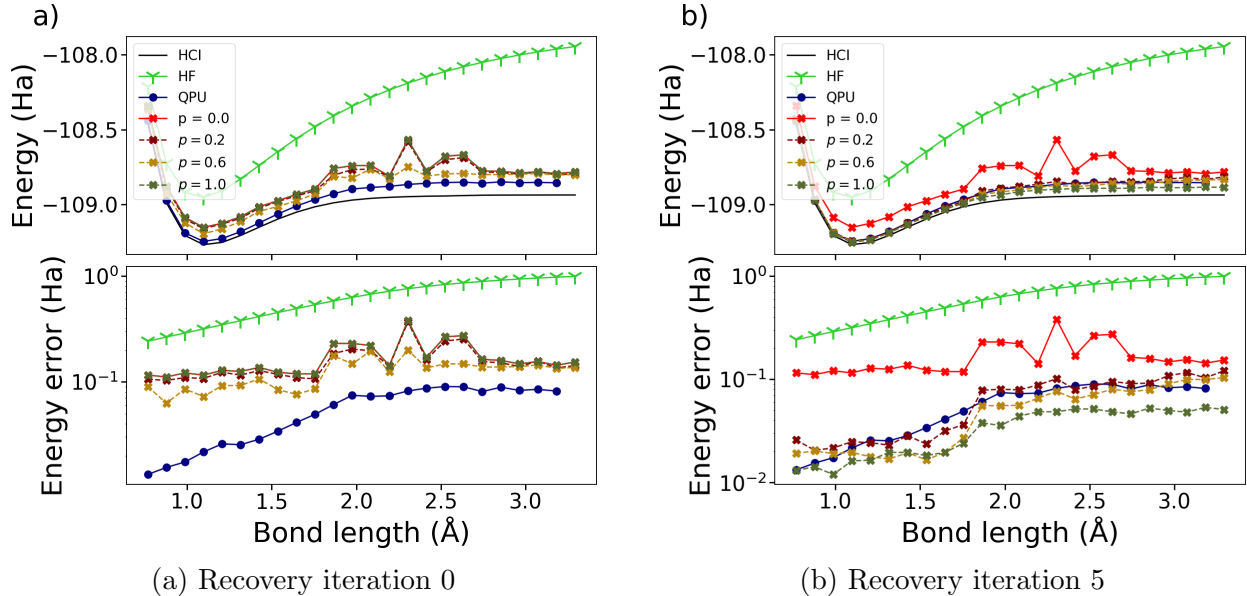 a)
−108.0
−108.5
−109.0
Energy (Ha)
HCI
HF
QPU
p = 0.0
p = 0.2
p = 0.6
p = 1.0
10⁰
10⁻¹
Energy error (Ha)
1.0 1.5 2.0 2.5 3.0
Bond length (Å)
(a) Recovery iteration 0
b)
−108.0
−108.5
−109.0
Energy (Ha)
HCI
HF
QPU
p = 0.0
p = 0.2
p = 0.6
p = 1.0
10⁰
10⁻¹
10⁻²
Energy error (Ha)
1.0 1.5 2.0 2.5 3.0
Bond length (Å)
(b) Recovery iteration 5